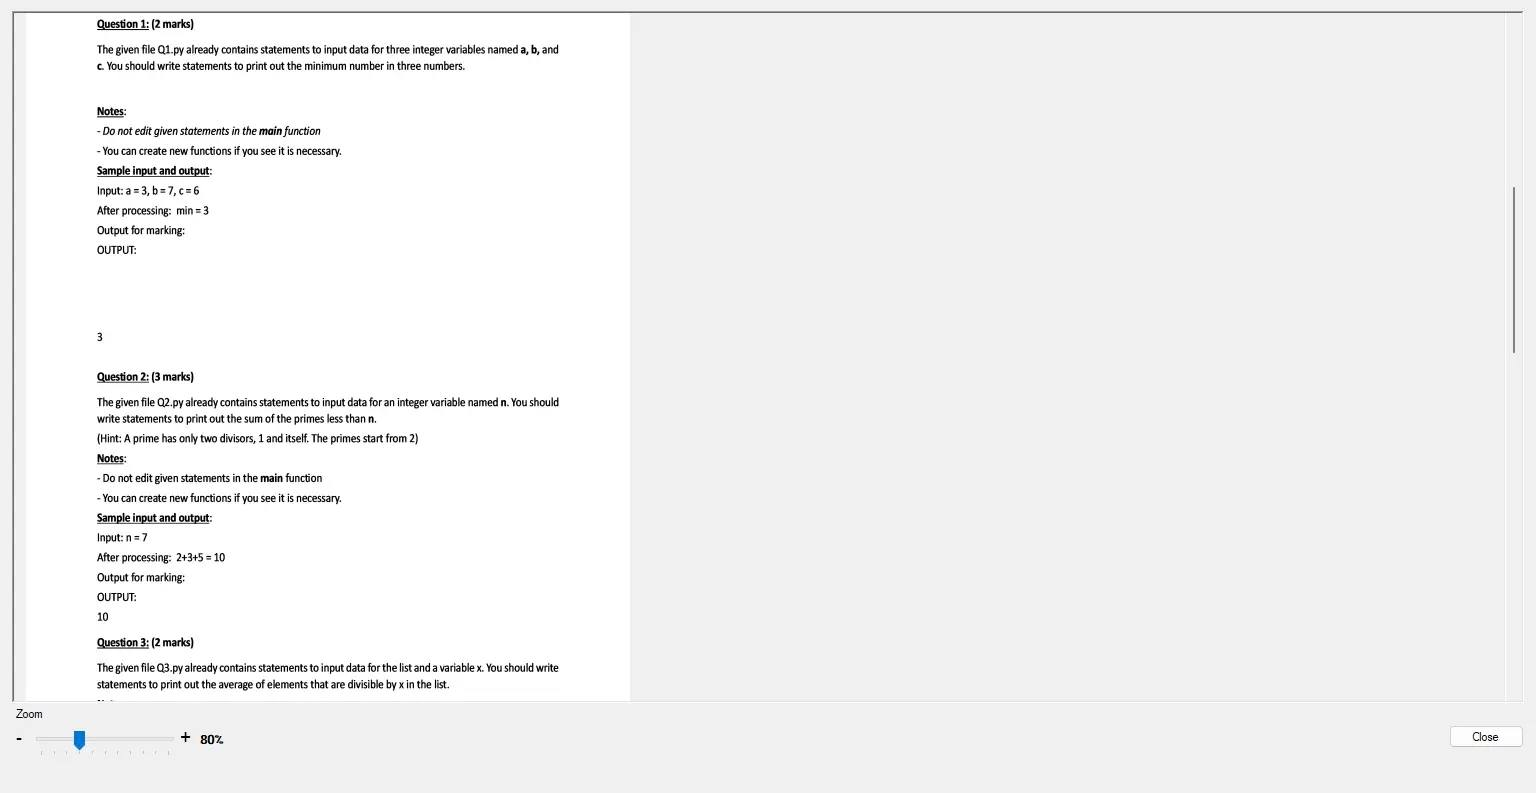 Question 1: (2 marks)
The given file Q1.py already contains statements to input data for three integer variables named a, b, and
c. You should write statements to print out the minimum number in three numbers.
Notes:
- Do not edit given statements in the main function
- You can create new functions if you see it is necessary.
Sample input and output:
Input: a = 3, b = 7, c = 6
After processing: min = 3
Output for marking:
OUTPUT:
3
Question 2: (3 marks)
The given file Q2.py already contains statements to input data for an integer variable named n. You should
write statements to print out the sum of the primes less than n.
(Hint: A prime has only two divisors, 1 and itself. The primes start from 2)
Notes:
- Do not edit given statements in the main function
- You can create new functions if you see it is necessary.
Sample input and output:
Input: n = 7
After processing: 2+3+5 = 10
Output for marking:
OUTPUT:
10
Question 3: (2 marks)
The given file Q3.py already contains statements to input data for the list and a variable x. You should write
statements to print out the average of elements that are divisible by x in the list.
Zoom
- + 80%
Close